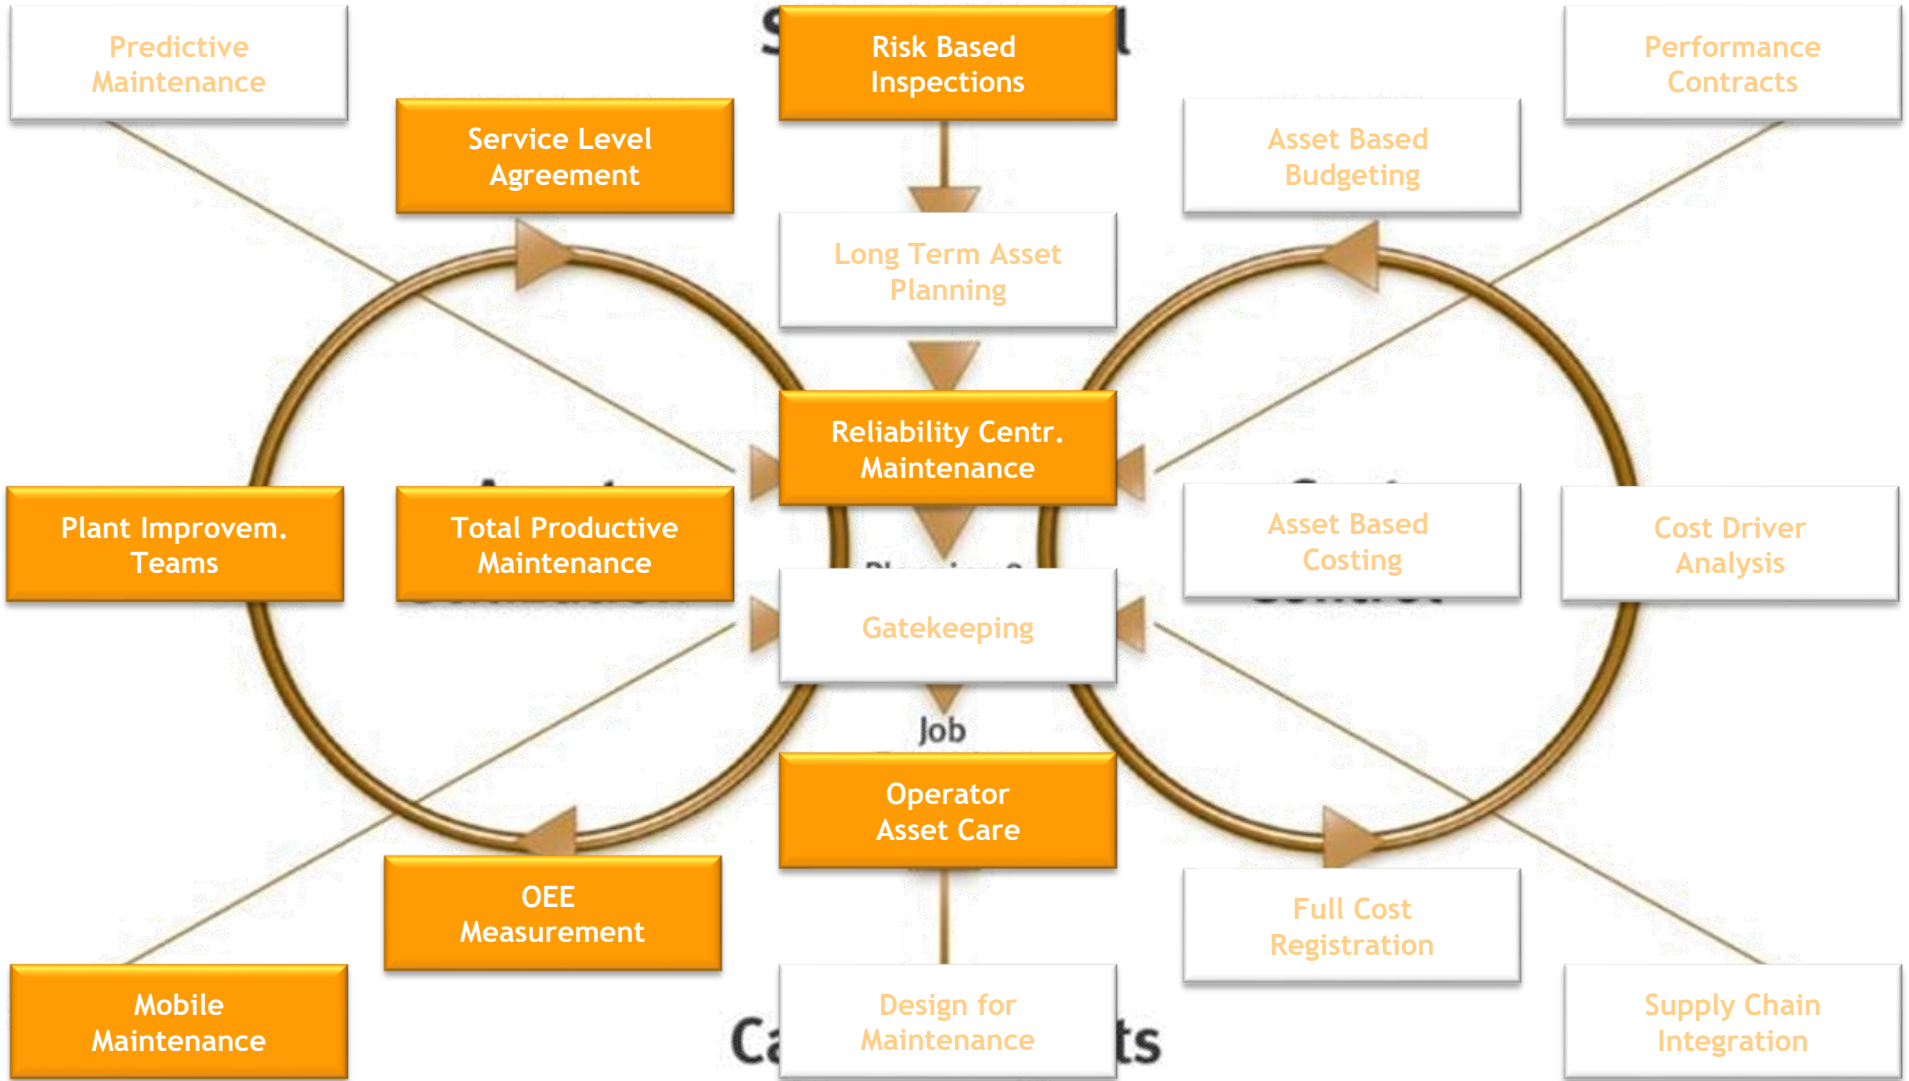 Predictive
Maintenance
Risk Based
Inspections
Performance
Contracts
Service Level
Agreement
Asset Based
Budgeting
Long Term Asset
Planning
Reliability Centr.
Maintenance
Plant Improvem.
Teams
Total Productive
Maintenance
Asset Based
Costing
Cost Driver
Analysis
Gatekeeping
Job
Operator
Asset Care
OEE
Measurement
Full Cost
Registration
Mobile
Maintenance
Design for
Maintenance
Supply Chain
Integration